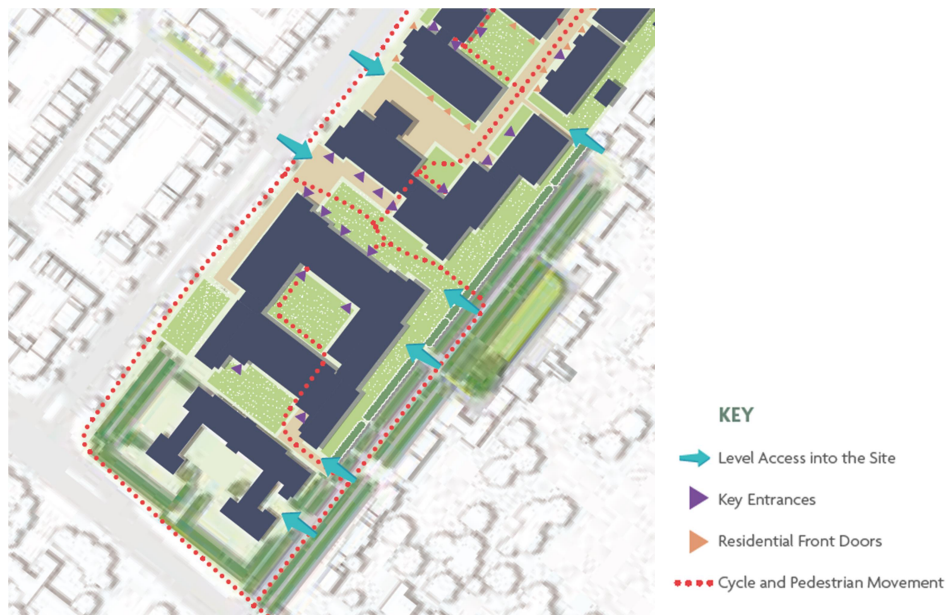 KEY
Level Access into the Site
Key Entrances
Residential Front Doors
Cycle and Pedestrian Movement